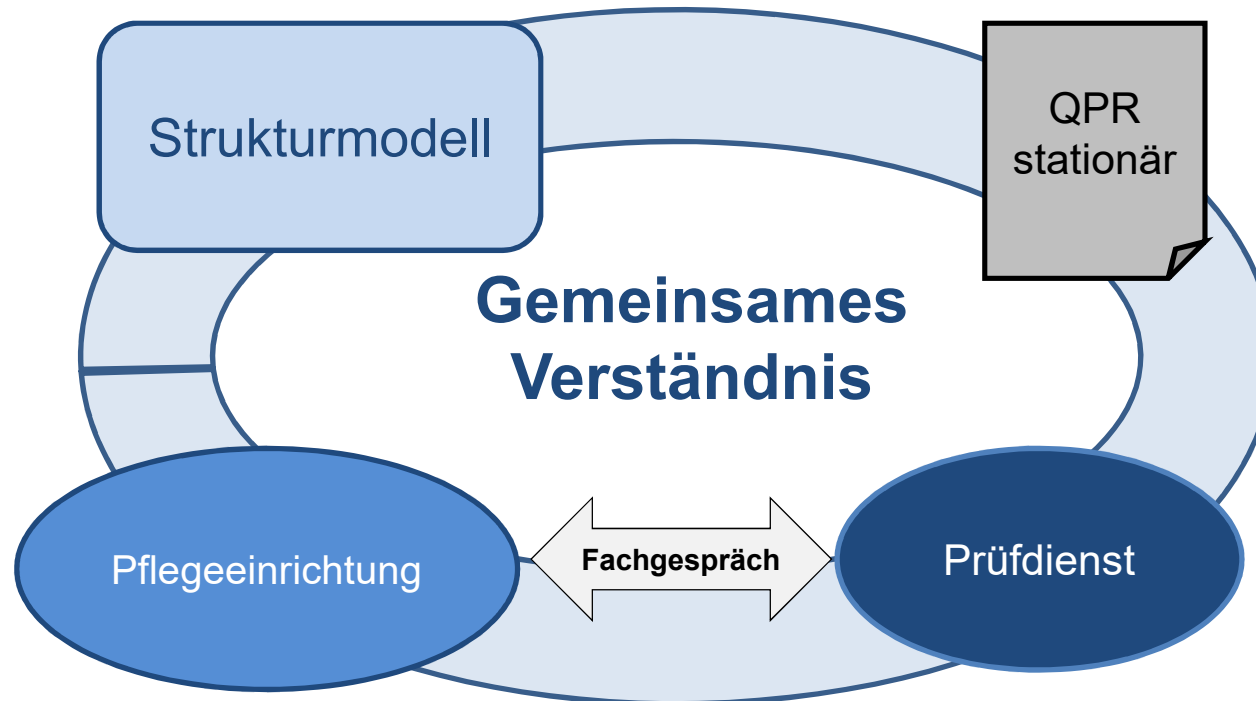 Strukturmodell
QPR
stationär
Gemeinsames
Verständnis
Pflegeeinrichtung
Fachgespräch
Prüfdienst